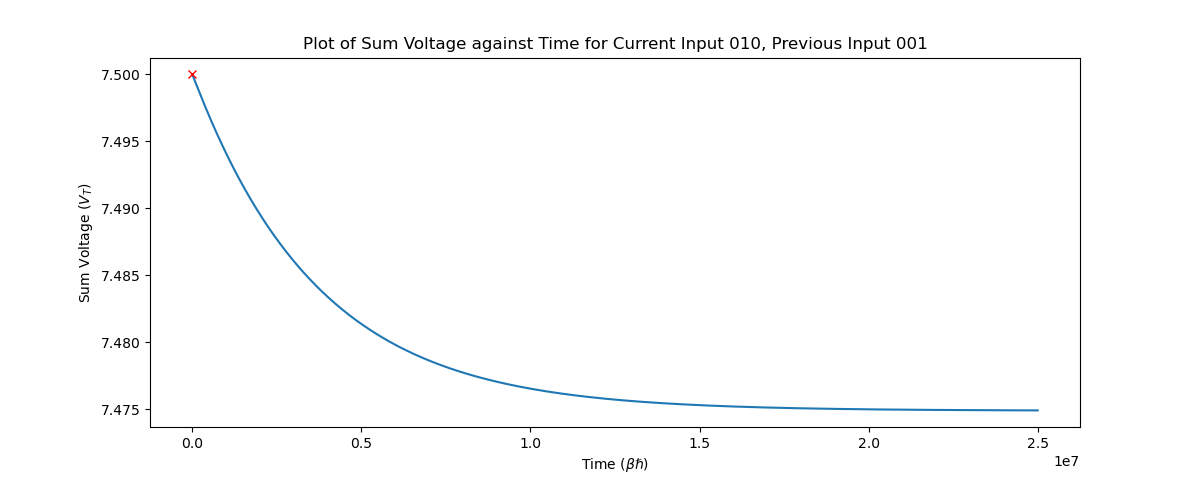 Plot of Sum Voltage against Time for Current Input 010, Previous Input 001
7.500
7.495
7.490
7.485
7.480
7.475
Sum Voltage (V_T)
0.0 0.5 1.0 1.5 2.0 2.5
1e7
Time (βℏ)